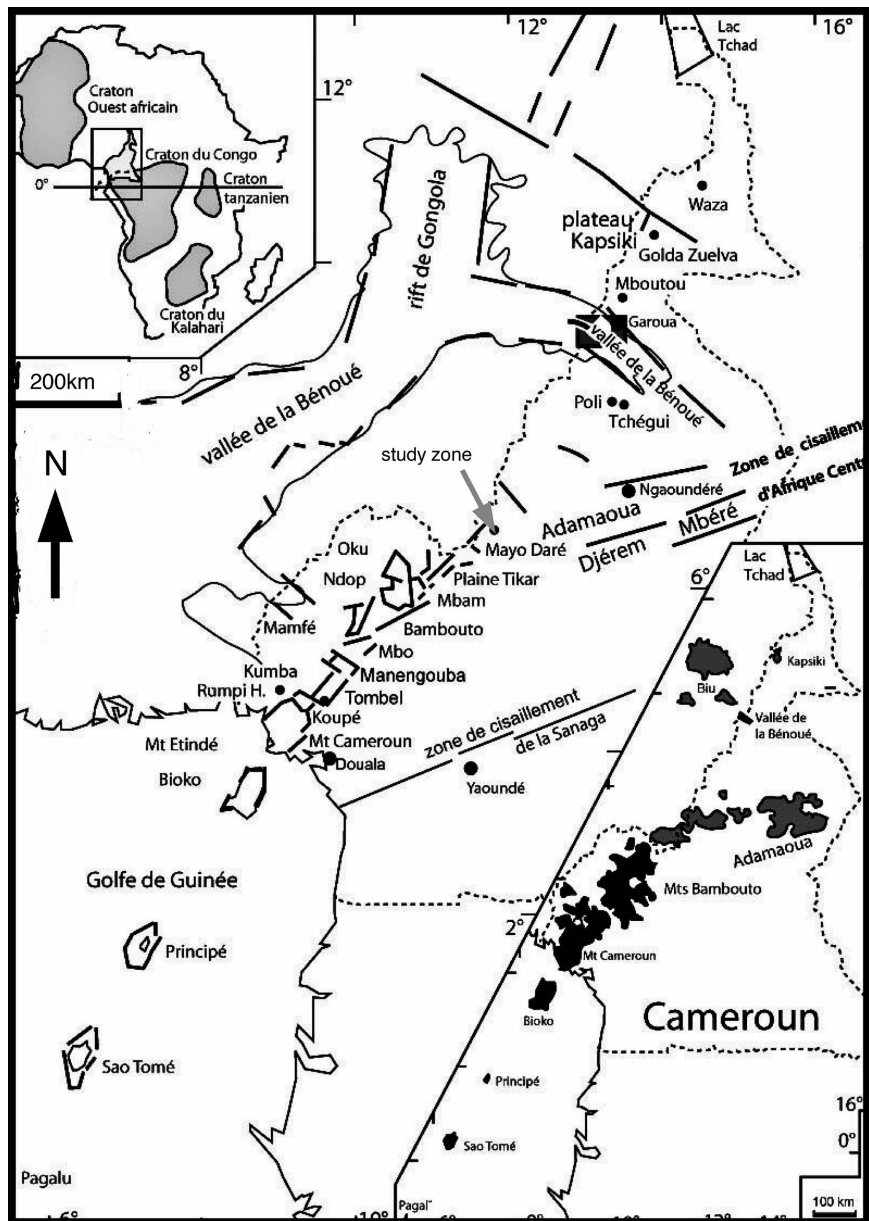 12°
16°
Lac
Tchad
Craton
Ouest africain
12°
Craton du Congo
0°
Craton
tanzanien
Craton du
Kalahari
200km
8°
rift de Gongola
Waza
plateau
Kapsiki
Golda Zuelva
Mboutou
Garoua
vallée de la Bénoué
vallée de la Bénoué
Poli
Tchégui
N
study zone
Zone de cisaillem
d'Afrique Centr
Ngaoundéré
Adamaoua
Mbéré
Djérem
Mayo Daré
Oku
Plaine Tikar
Ndop
Mbam
Mamfé
Bambouto
Mbo
Kumba
Manengouba
Rumpi H.
Tombel
Koupé
Mt Etindé
Mt Cameroun
Bioko
Douala
zone de cisaillement
de la Sanaga
Yaoundé
Golfe de Guinée
Principé
Sao Tomé
Pagalu
6°
Lac
Tchad
Kapsiki
Biu
Vallée de
la Bénoué
Adamaoua
Mts Bambouto
2°
Mt Cameroun
Bioko
Cameroun
Principé
Sao Tomé
16°
0°
Pagal
100 km
6°
10°